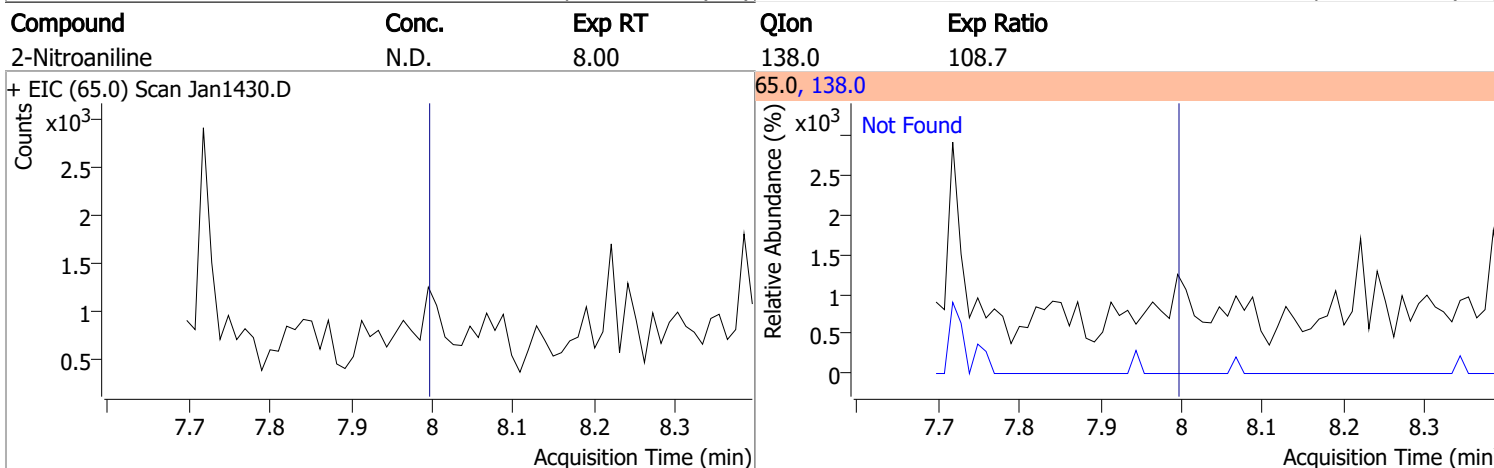 Compound Conc. Exp RT QIon Exp Ratio
2-Nitroaniline N.D. 8.00 138.0 108.7
+ EIC (65.0) Scan Jan1430.D
Counts
x10³
2.5
2
1.5
1
0.5
7.7 7.8 7.9 8 8.1 8.2 8.3
Acquisition Time (min)
65.0, 138.0
Relative Abundance (%)
x10³
Not Found
2.5
2
1.5
1
0.5
0
7.7 7.8 7.9 8 8.1 8.2 8.3
Acquisition Time (min)